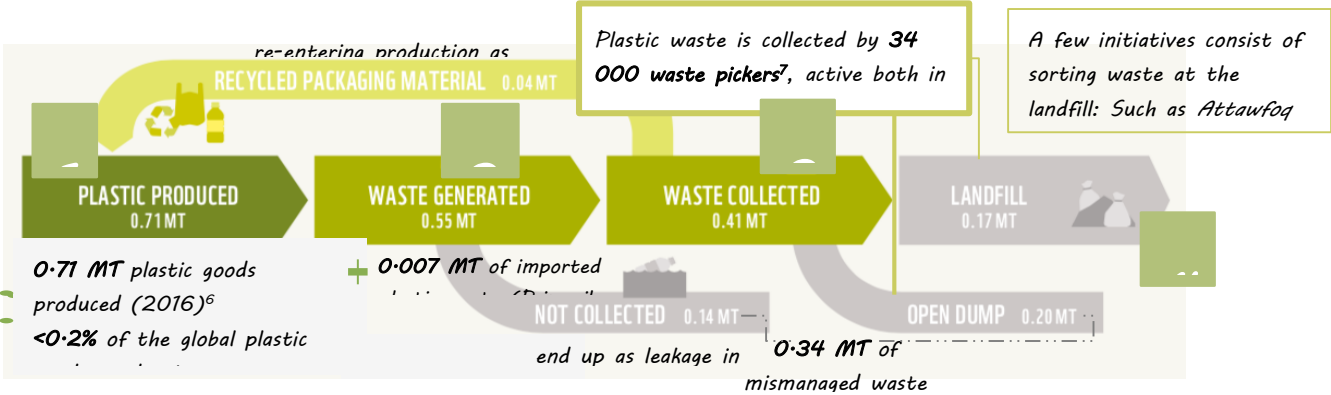 re-entering production as
RECYCLED PACKAGING MATERIAL 0.04 MT
Plastic waste is collected by 34
000 waste pickers⁷, active both in
A few initiatives consist of
sorting waste at the
landfill: Such as Attawfoq
PLASTIC PRODUCED
0.71 MT
WASTE GENERATED
0.55 MT
WASTE COLLECTED
0.41 MT
LANDFILL
0.17 MT
0.71 MT plastic goods
produced (2016)⁶
<0.2% of the global plastic
+
0.007 MT of imported
NOT COLLECTED 0.14 MT
OPEN DUMP 0.20 MT
end up as leakage in
0.34 MT of
mismanaged waste